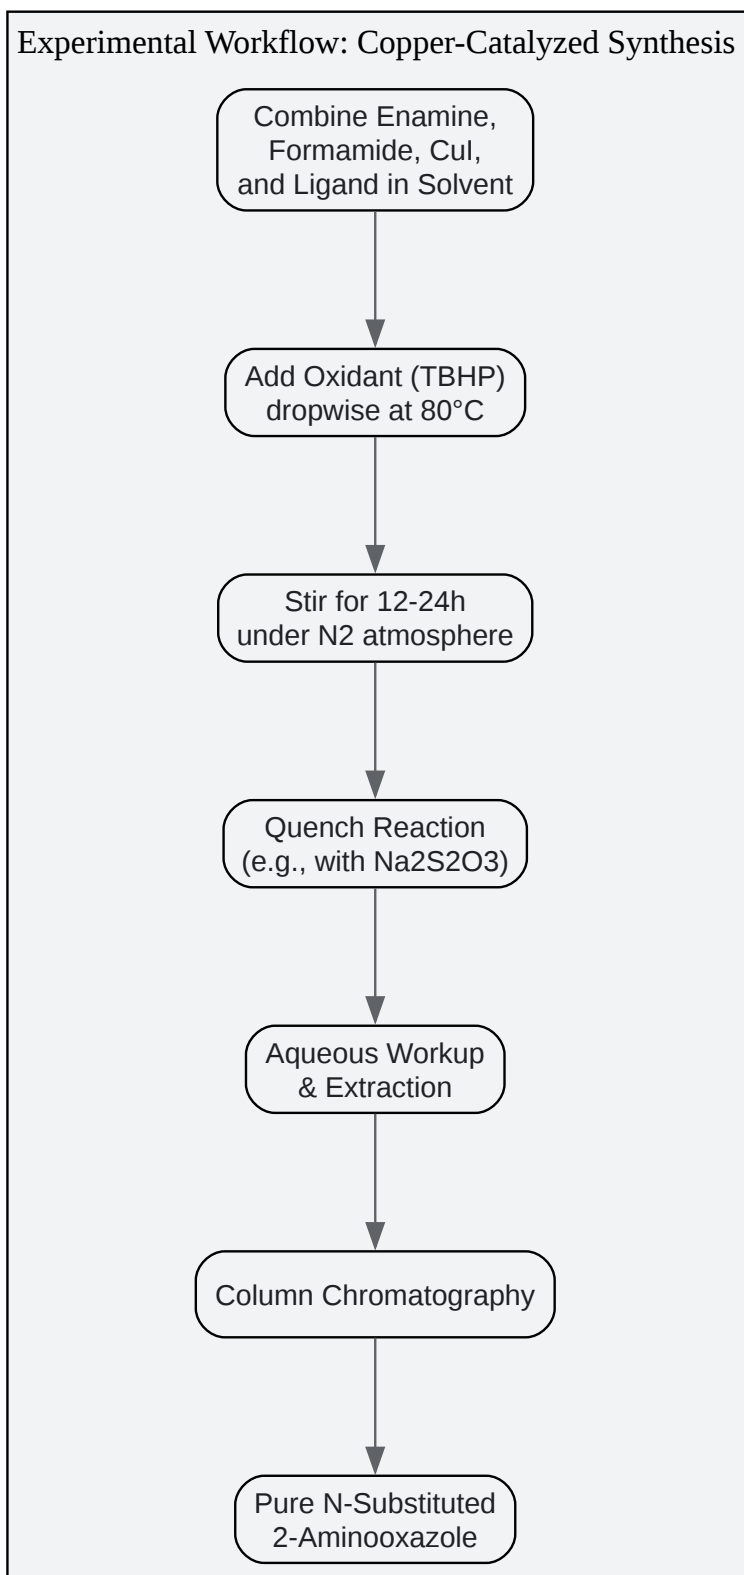 Experimental Workflow: Copper-Catalyzed Synthesis
Combine Enamine,
Formamide, CuI,
and Ligand in Solvent
Add Oxidant (TBHP)
dropwise at 80°C
Stir for 12-24h
under N2 atmosphere
Quench Reaction
(e.g., with Na2S2O3)
Aqueous Workup
& Extraction
Column Chromatography
Pure N-Substituted
2-Aminooxazole